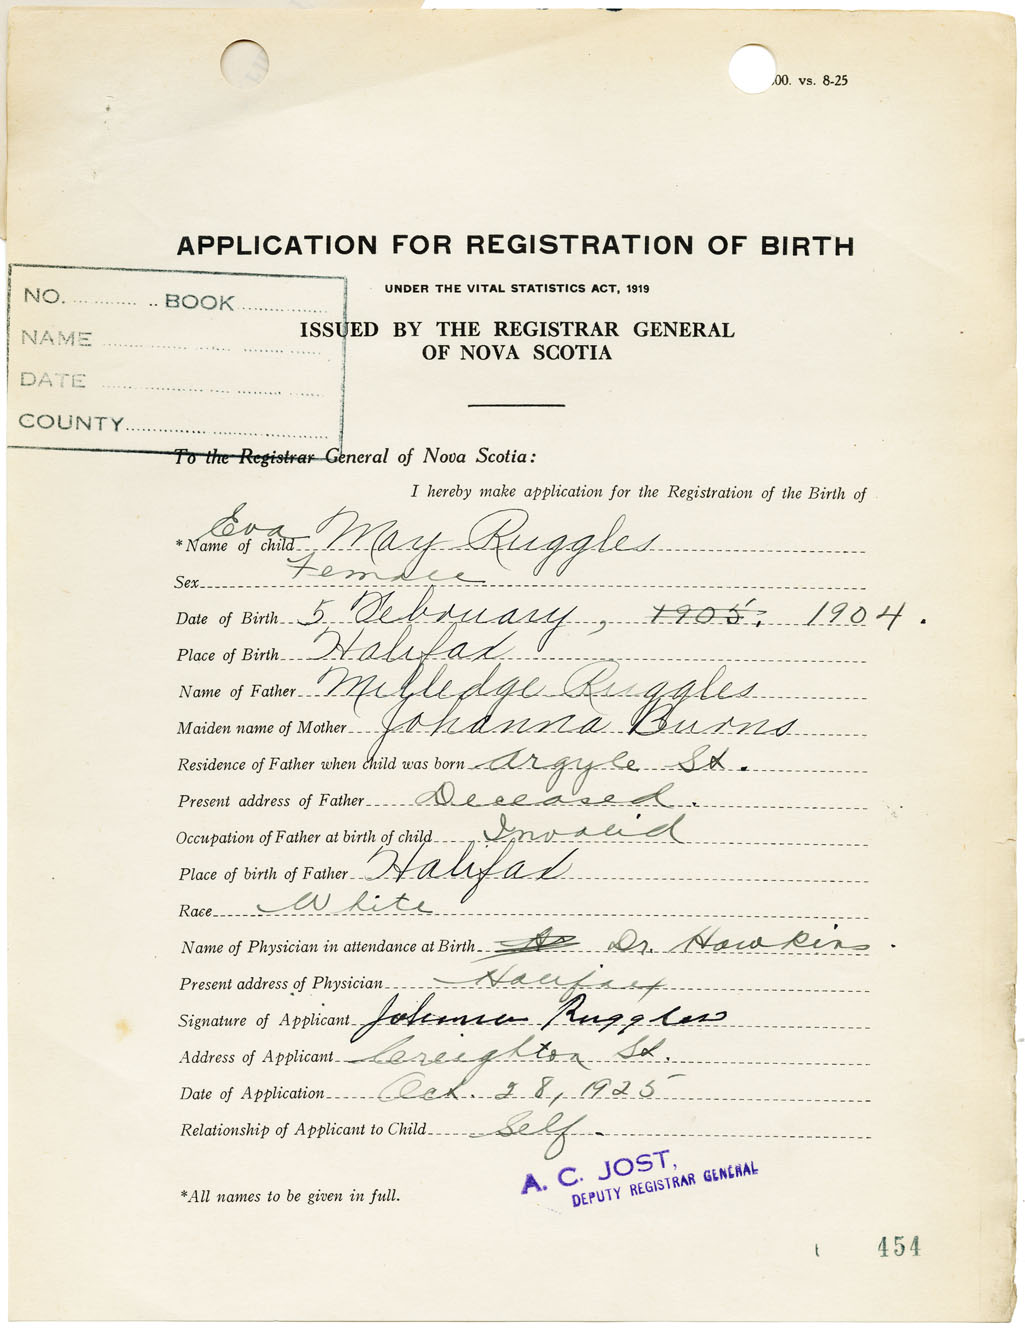 00. vs. 8-25
APPLICATION FOR REGISTRATION OF BIRTH
UNDER THE VITAL STATISTICS ACT, 1919
ISSUED BY THE REGISTRAR GENERAL
OF NOVA SCOTIA
NO. ............ .. BOOK ..............
NAME ..............
DATE ..............
COUNTY..............
To the Registrar General of Nova Scotia:
I hereby make application for the Registration of the Birth of
*Name of child Eva May Ruggles
Sex Female
Date of Birth 5 February, 1905. 1904.
Place of Birth Halifax
Name of Father Milledge Ruggles
Maiden name of Mother Johanna Burns
Residence of Father when child was born Argyle St.
Present address of Father Deceased.
Occupation of Father at birth of child Invalid
Place of birth of Father Halifax
Race White
Name of Physician in attendance at Birth Dr. Hawkins.
Present address of Physician Halifax
Signature of Applicant Johanna Ruggles
Address of Applicant Creighton St.
Date of Application Oct. 28, 1925
Relationship of Applicant to Child Self.
A. C. JOST,
DEPUTY REGISTRAR GENERAL
*All names to be given in full.
454